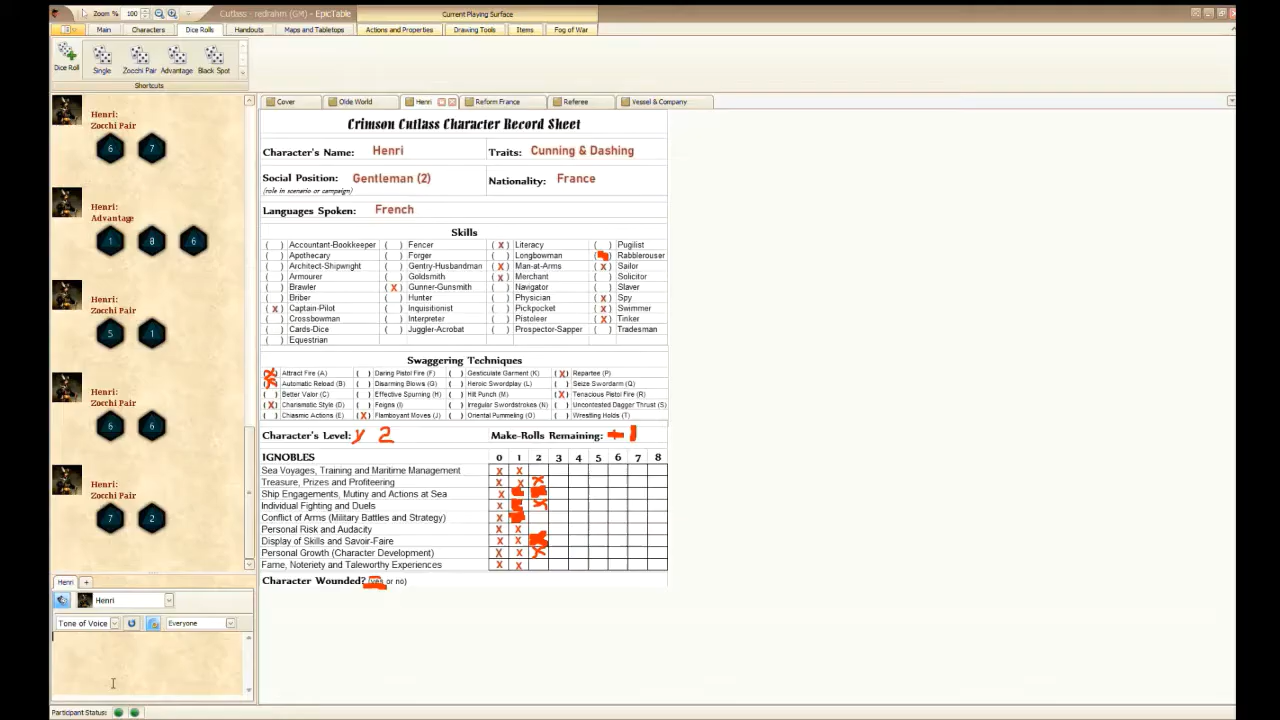 Zoom % 100 Cutlass :: redrahm (GM) - EpicTable Current Playing Surface
Main Characters Dice Rolls Handouts Maps and Tabletops Actions and Properties Drawing Tools Items Fog of War
Dice Roll Single Zocchi Pair Advantage Black Spot
Shortcuts
Cover Olde World Henri Reform France Referee Vessel & Company
Henri:
Zocchi Pair
6 7
Henri:
Advantage
1 8 6
Henri:
Zocchi Pair
5 1
Henri:
Zocchi Pair
6 6
Henri:
Zocchi Pair
7 2
Henri +
Henri
Tone of Voice Everyone
Participant Status:
Crimson Cutlass Character Record Sheet
Character's Name: Henri Traits: Cunning & Dashing
Social Position: Gentleman (2) Nationality: France
(role in scenario or campaign)
Languages Spoken: French
Skills
( ) Accountant-Bookkeeper ( ) Fencer ( x ) Literacy ( ) Pugilist
( ) Apothecary ( ) Forger ( ) Longbowman ( ) Rabblerouser
( ) Architect-Shipwright ( ) Gentry-Husbandman ( x ) Man-at-Arms ( x ) Sailor
( ) Armourer ( ) Goldsmith ( x ) Merchant ( ) Solicitor
( ) Brawler ( x ) Gunner-Gunsmith ( ) Navigator ( ) Slaver
( ) Briber ( ) Hunter ( ) Physician ( x ) Spy
( x ) Captain-Pilot ( ) Inquisitionist ( ) Pickpocket ( x ) Swimmer
( ) Crossbowman ( ) Interpreter ( ) Pistoleer ( x ) Tinker
( ) Cards-Dice ( ) Juggler-Acrobat ( ) Prospector-Sapper ( ) Tradesman
( ) Equestrian
Swaggering Techniques
(x) Attract Fire (A) ( ) Daring Pistol Fire (F) ( ) Gesticulate Garment (K) (x) Repartee (P)
(x) Automatic Reload (B) ( ) Disarming Blows (G) ( ) Heroic Swordplay (L) ( ) Seize Swordarm (Q)
( ) Better Valor (C) ( ) Effective Spurning (H) ( ) Hilt Punch (M) (x) Tenacious Pistol Fire (R)
(x) Charismatic Style (D) ( ) Feigns (I) ( ) Irregular Swordstrokes (N) ( ) Uncontested Dagger Thrust (S)
( ) Chiasmic Actions (E) (x) Flamboyant Moves (J) ( ) Oriental Pummeling (O) ( ) Wrestling Holds (T)
Character's Level: 2 Make-Rolls Remaining: 1
IGNOBLES 0 1 2 3 4 5 6 7 8
Sea Voyages, Training and Maritime Management x x
Treasure, Prizes and Profiteering x x x
Ship Engagements, Mutiny and Actions at Sea x
Individual Fighting and Duels x x
Conflict of Arms (Military Battles and Strategy) x
Personal Risk and Audacity x x
Display of Skills and Savoir-Faire x x
Personal Growth (Character Development) x x x
Fame, Noteriety and Taleworthy Experiences x x
Character Wounded? (yes or no)